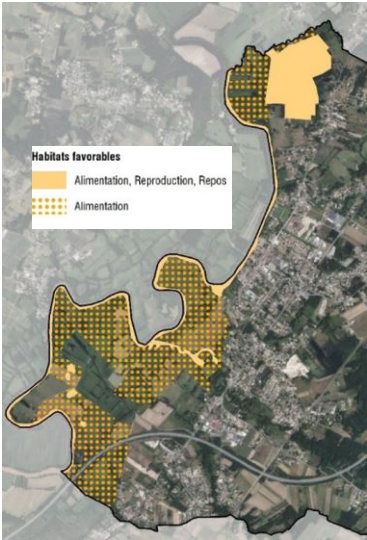 Habitats favorables
Alimentation, Reproduction, Repos
Alimentation